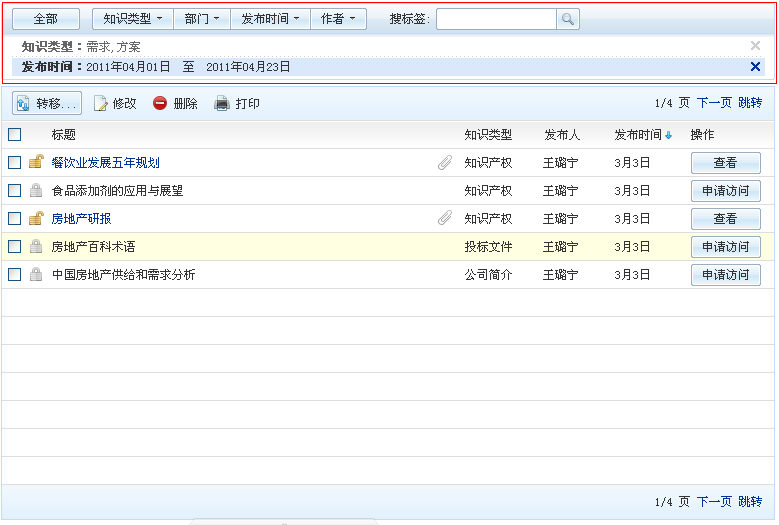 全部 知识类型 部门 发布时间 作者 搜标签:
知识类型：需求, 方案
发布时间：2011年04月01日 至 2011年04月23日
转移... 修改 删除 打印 1/4 页 下一页 跳转
标题 知识类型 发布人 发布时间 操作
餐饮业发展五年规划 知识产权 王璐宁 3月3日 查看
食品添加剂的应用与展望 知识产权 王璐宁 3月3日 申请访问
房地产研报 知识产权 王璐宁 3月3日 查看
房地产百科术语 投标文件 王璐宁 3月3日 申请访问
中国房地产供给和需求分析 公司简介 王璐宁 3月3日 申请访问
1/4 页 下一页 跳转